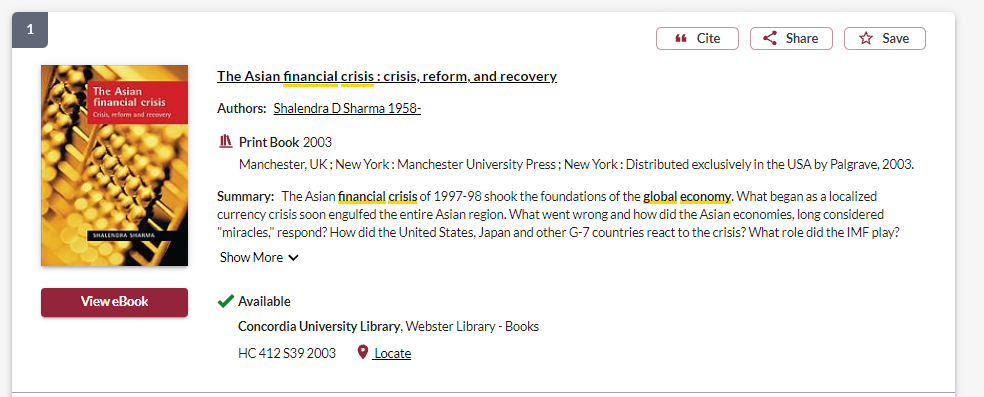 1
Cite
Share
Save
The Asian
financial crisis
Crisis, reform and recovery
SHALENDRA SHARMA
The Asian financial crisis : crisis, reform, and recovery
Authors: Shalendra D Sharma 1958-
Print Book 2003
Manchester, UK ; New York : Manchester University Press ; New York : Distributed exclusively in the USA by Palgrave, 2003.
Summary: The Asian financial crisis of 1997-98 shook the foundations of the global economy. What began as a localized
currency crisis soon engulfed the entire Asian region. What went wrong and how did the Asian economies, long considered
"miracles," respond? How did the United States, Japan and other G-7 countries react to the crisis? What role did the IMF play?
Show More
View eBook
Available
Concordia University Library, Webster Library - Books
HC 412 S39 2003
Locate